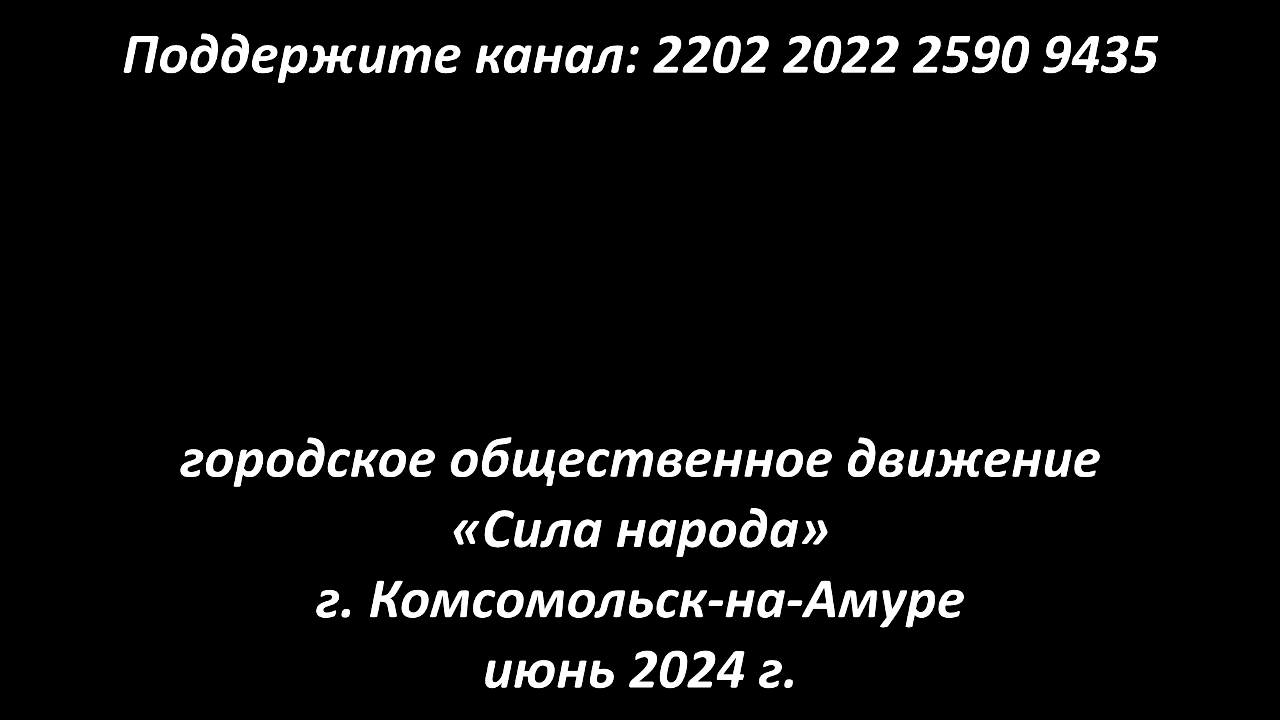 Поддержите канал: 2202 2022 2590 9435
городское общественное движение
«Сила народа»
г. Комсомольск-на-Амуре
июнь 2024 г.